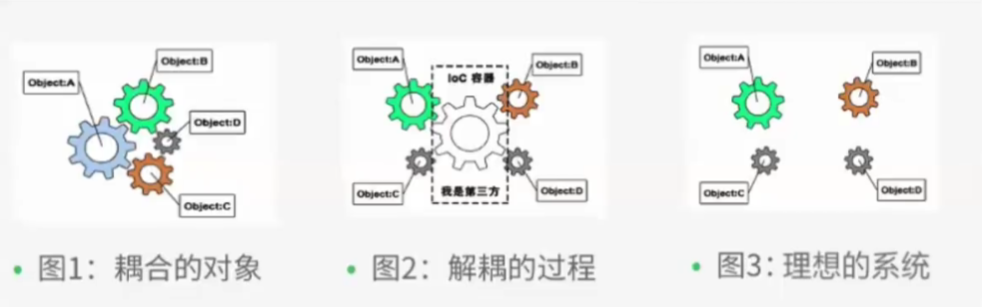 Object:A
Object:B
Object:D
Object:C
• 图1：耦合的对象
Object:A
IoC 容器
Object:B
Object:C
我是第三方
Object:D
• 图2：解耦的过程
Object:A
Object:B
Object:C
Object:D
• 图3：理想的系统